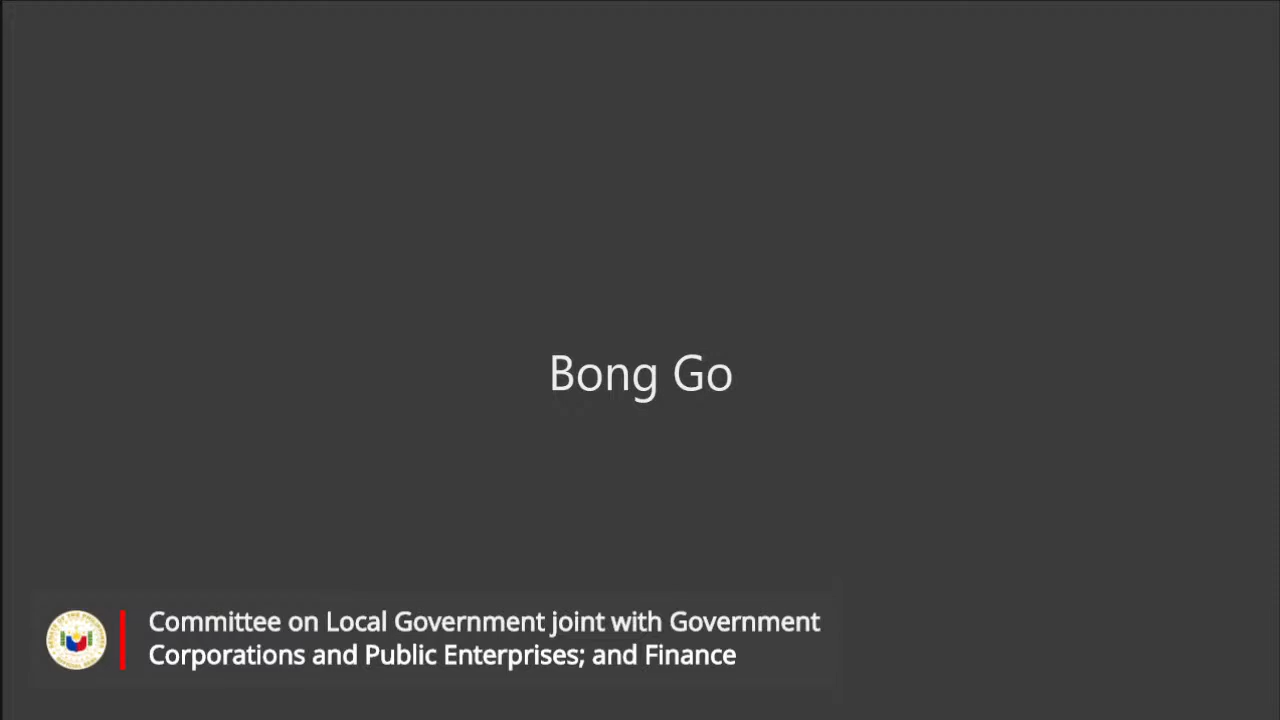 Bong Go
Committee on Local Government joint with Government
Corporations and Public Enterprises; and Finance